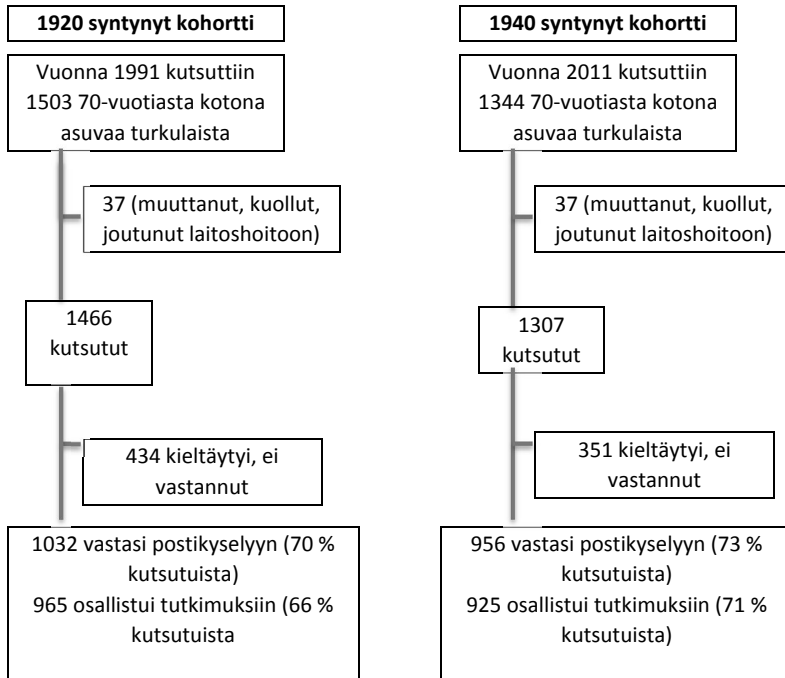 1920 syntynyt kohortti
Vuonna 1991 kutsuttiin
1503 70-vuotiasta kotona
asuvaa turkulaista
37 (muuttanut, kuollut,
joutunut laitoshoitoon)
1466
kutsutut
434 kieltäytyi, ei
vastannut
1032 vastasi postikyselyyn (70 %
kutsutuista)
965 osallistui tutkimuksiin (66 %
kutsutuista
1940 syntynyt kohortti
Vuonna 2011 kutsuttiin
1344 70-vuotiasta kotona
asuvaa turkulaista
37 (muuttanut, kuollut,
joutunut laitoshoitoon)
1307
kutsutut
351 kieltäytyi, ei
vastannut
956 vastasi postikyselyyn (73 %
kutsutuista)
925 osallistui tutkimuksiin (71 %
kutsutuista)